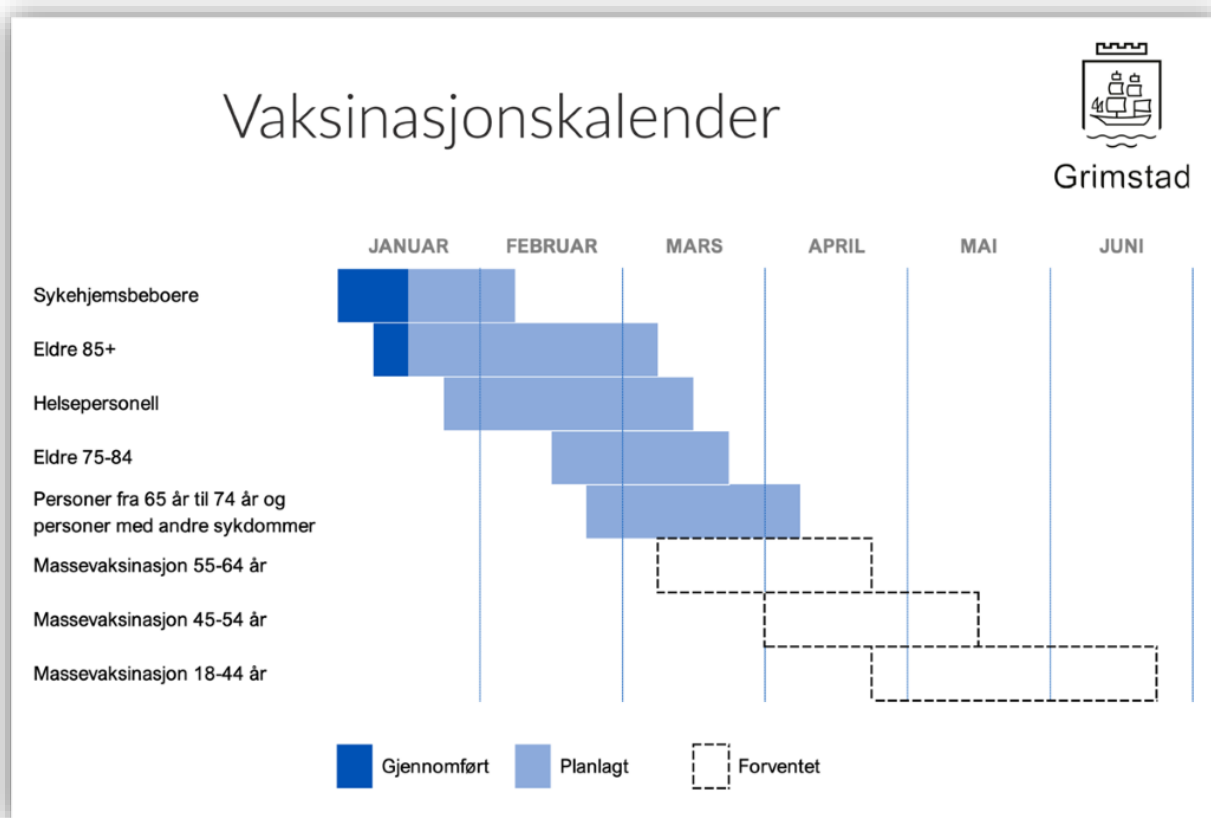 Vaksinasjonskalender
Grimstad
JANUAR FEBRUAR MARS APRIL MAI JUNI
Sykehjemsbeboere
Eldre 85+
Helsepersonell
Eldre 75-84
Personer fra 65 år til 74 år og
personer med andre sykdommer
Massevaksinasjon 55-64 år
Massevaksinasjon 45-54 år
Massevaksinasjon 18-44 år
Gjennomført Planlagt Forventet